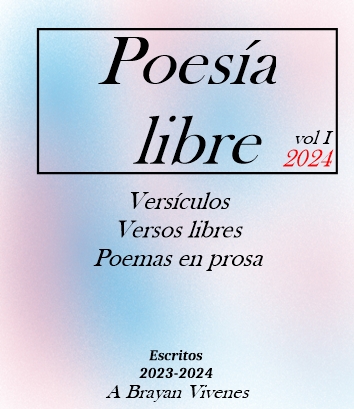 Poesía
libre
vol I
2024
Versículos
Versos libres
Poemas en prosa
Escritos
2023-2024
A Brayan Vivenes